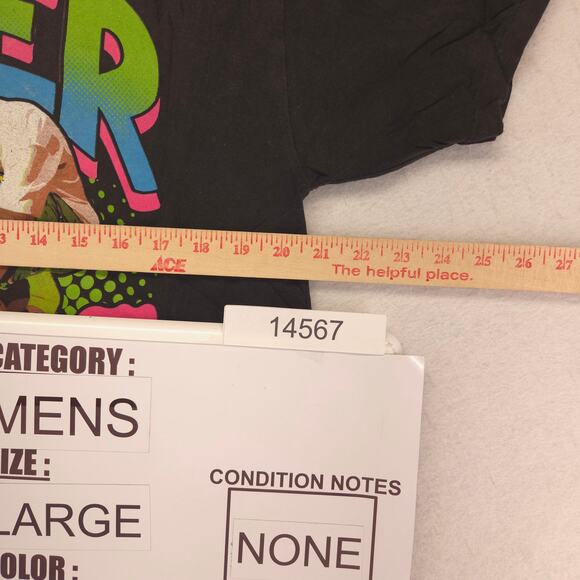 ER
3 14 15 16 17 18 19 20 21 22 23 24 25 26 27
ACE The helpful place.
14567
CATEGORY :
MENS
IZE :
LARGE
OLOR :
CONDITION NOTES
NONE